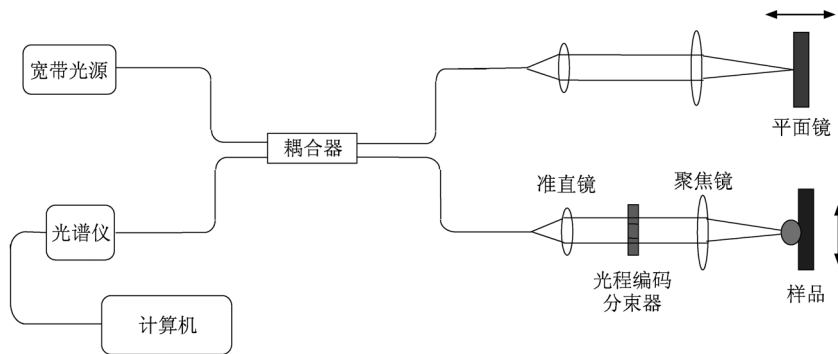 宽带光源
耦合器
平面镜
准直镜
聚焦镜
光谱仪
光程编码
分束器
样品
计算机